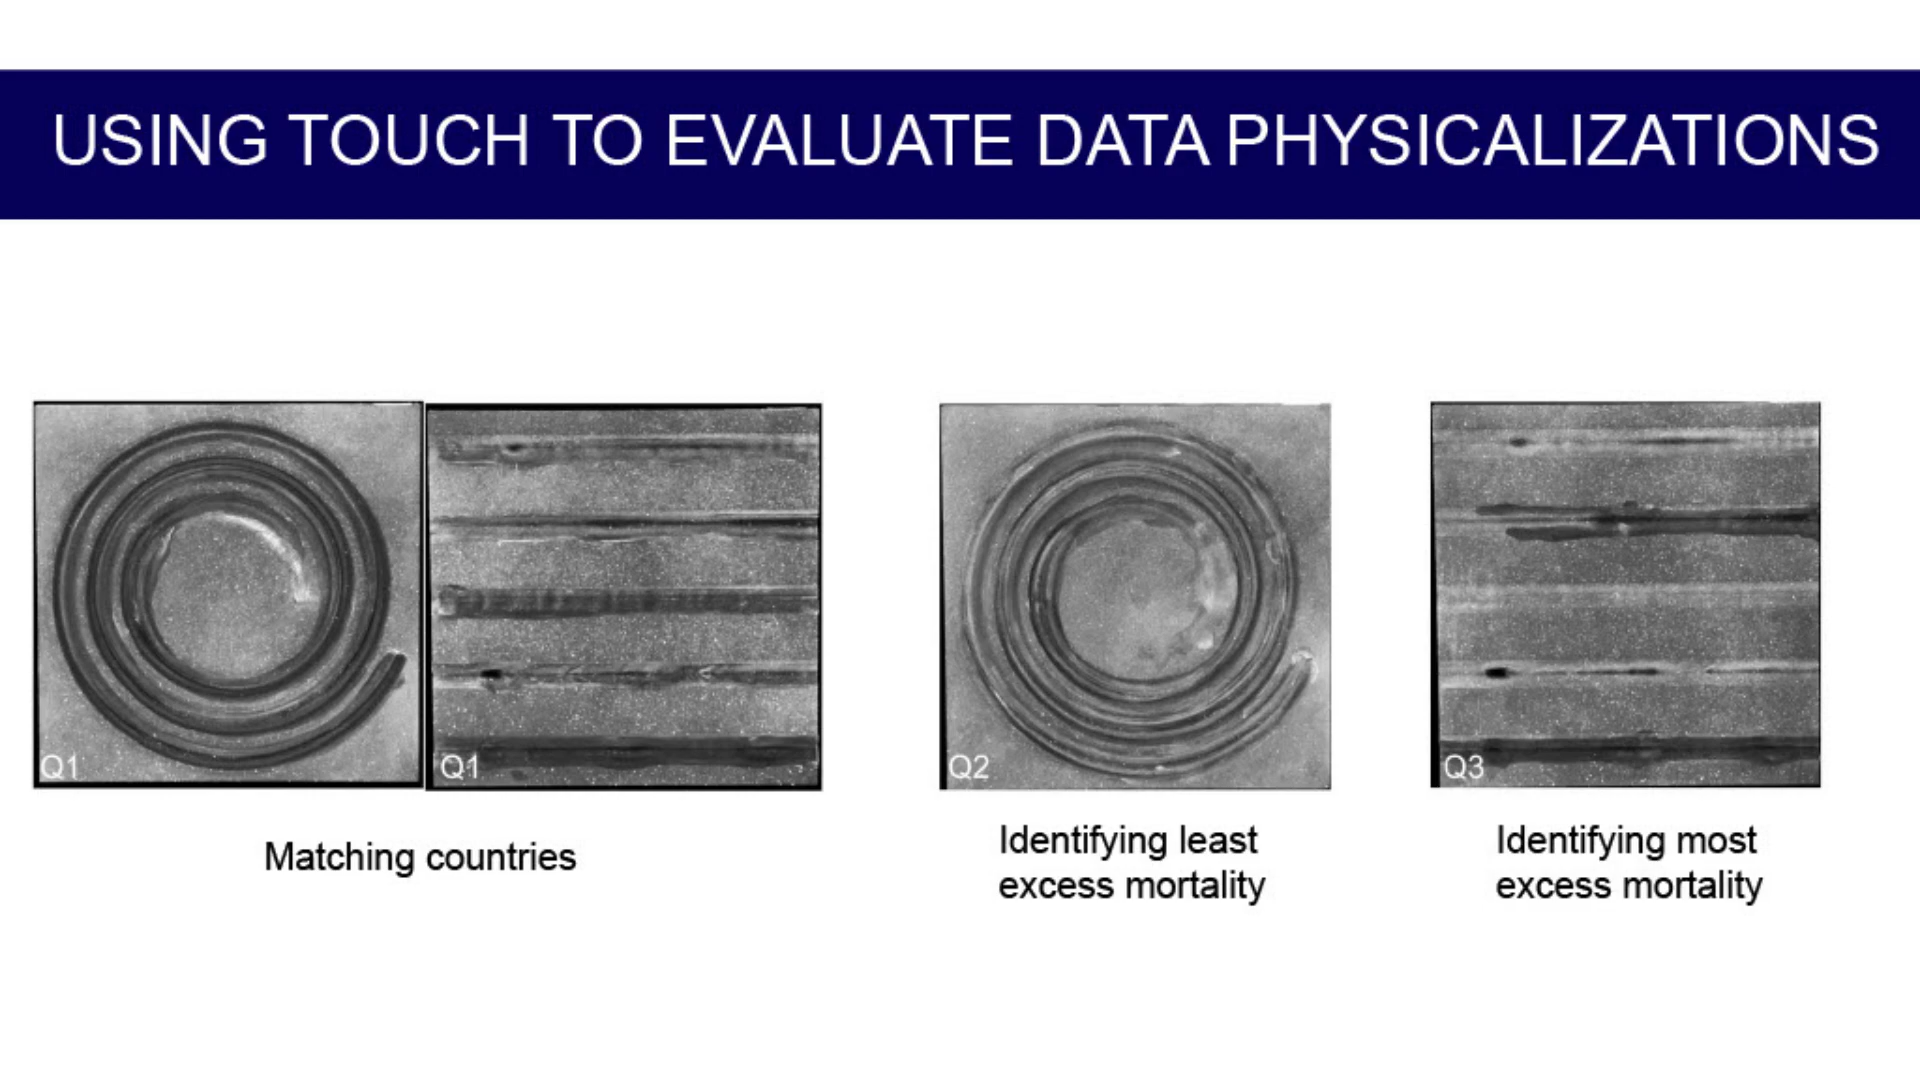 USING TOUCH TO EVALUATE DATA PHYSICALIZATIONS
Q1
Q1
Q2
Q3
Matching countries
Identifying least
excess mortality
Identifying most
excess mortality